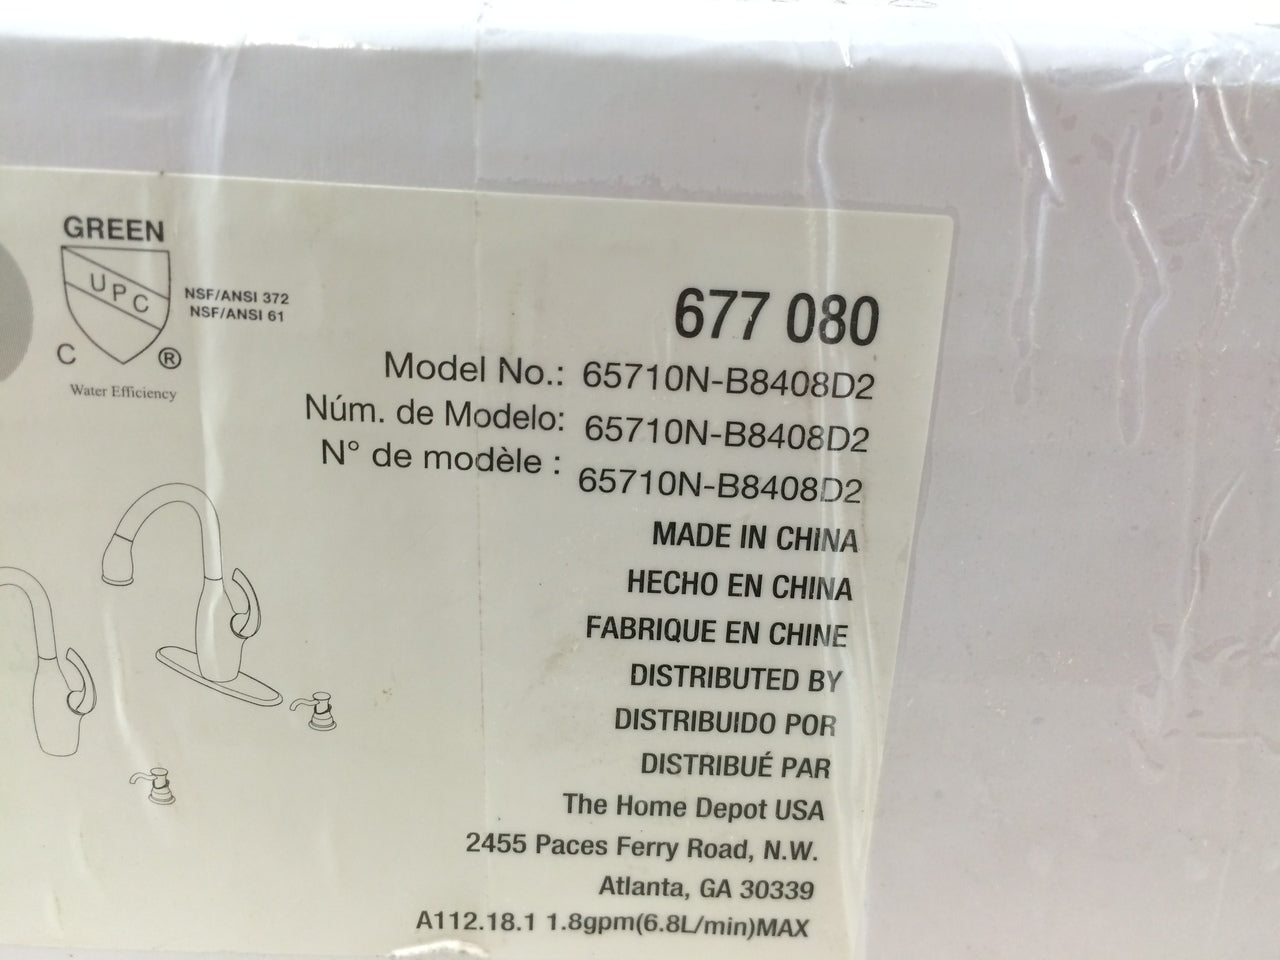 GREEN
UPC
C ®
Water Efficiency
NSF/ANSI 372
NSF/ANSI 61
677 080
Model No.: 65710N-B8408D2
Núm. de Modelo: 65710N-B8408D2
N° de modèle : 65710N-B8408D2
MADE IN CHINA
HECHO EN CHINA
FABRIQUE EN CHINE
DISTRIBUTED BY
DISTRIBUIDO POR
DISTRIBUÉ PAR
The Home Depot USA
2455 Paces Ferry Road, N.W.
Atlanta, GA 30339
A112.18.1 1.8gpm(6.8L/min)MAX